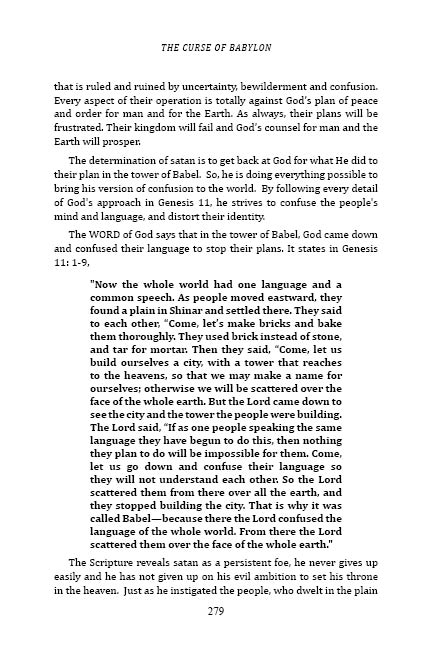 THE CURSE OF BABYLON
that is ruled and ruined by uncertainty, bewilderment and confusion.
Every aspect of their operation is totally against God's plan of peace
and order for man and for the Earth. As always, their plans will be
frustrated. Their kingdom will fail and God's counsel for man and the
Earth will prosper.
The determination of satan is to get back at God for what He did to
their plan in the tower of Babel. So, he is doing everything possible to
bring his version of confusion to the world. By following every detail
of God's approach in Genesis 11, he strives to confuse the people's
mind and language, and distort their identity.
The WORD of God says that in the tower of Babel, God came down
and confused their language to stop their plans. It states in Genesis
11: 1-9,
"Now the whole world had one language and a
common speech. As people moved eastward, they
found a plain in Shinar and settled there. They said
to each other, “Come, let's make bricks and bake
them thoroughly. They used brick instead of stone,
and tar for mortar. Then they said, “Come, let us
build ourselves a city, with a tower that reaches
to the heavens, so that we may make a name for
ourselves; otherwise we will be scattered over the
face of the whole earth. But the Lord came down to
see the city and the tower the people were building.
The Lord said, “If as one people speaking the same
language they have begun to do this, then nothing
they plan to do will be impossible for them. Come,
let us go down and confuse their language so
they will not understand each other. So the Lord
scattered them from there over all the earth, and
they stopped building the city. That is why it was
called Babel—because there the Lord confused the
language of the whole world. From there the Lord
scattered them over the face of the whole earth."
The Scripture reveals satan as a persistent foe, he never gives up
easily and he has not given up on his evil ambition to set his throne
in the heaven. Just as he instigated the people, who dwelt in the plain
279